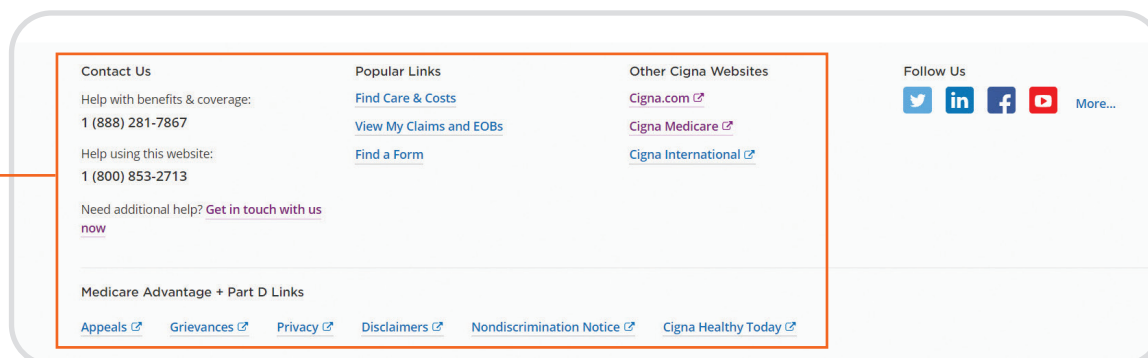 Contact Us
Help with benefits & coverage:
1 (888) 281-7867
Help using this website:
1 (800) 853-2713
Need additional help? Get in touch with us
now
Popular Links
Find Care & Costs
View My Claims and EOBs
Find a Form
Other Cigna Websites
Cigna.com
Cigna Medicare
Cigna International
Follow Us
in f More...
Medicare Advantage + Part D Links
Appeals Grievances Privacy Disclaimers Nondiscrimination Notice Cigna Healthy Today